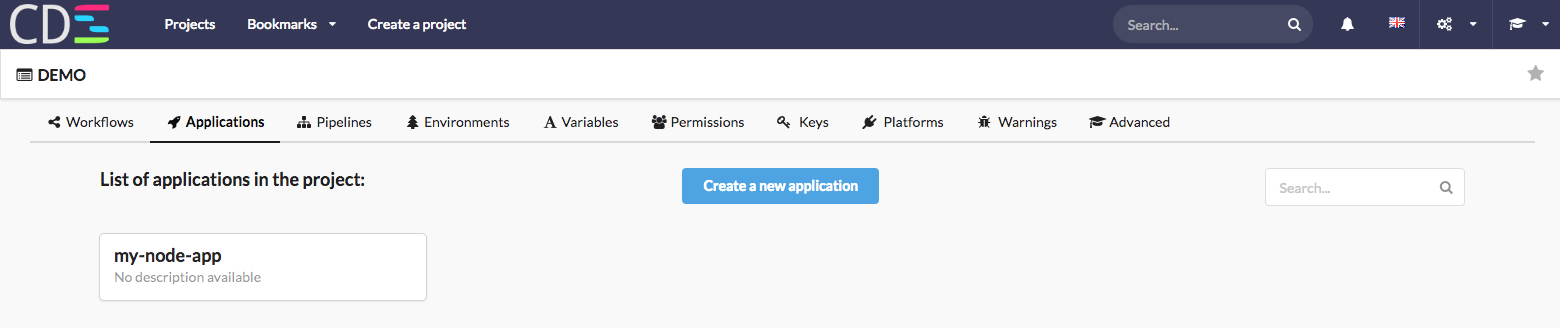 CDS Projects Bookmarks Create a project Search...
DEMO
Workflows Applications Pipelines Environments Variables Permissions Keys Platforms Warnings Advanced
List of applications in the project: Create a new application Search...
my-node-app
No description available